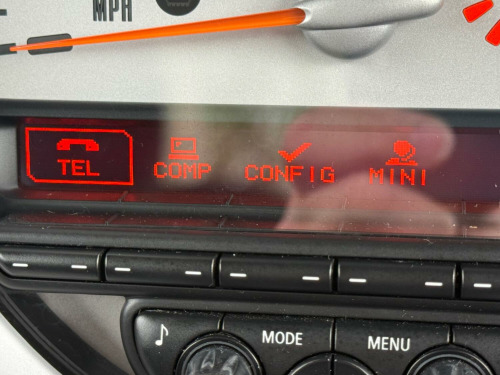 MPH
TEL COMP CONFIG MINI
MODE MENU